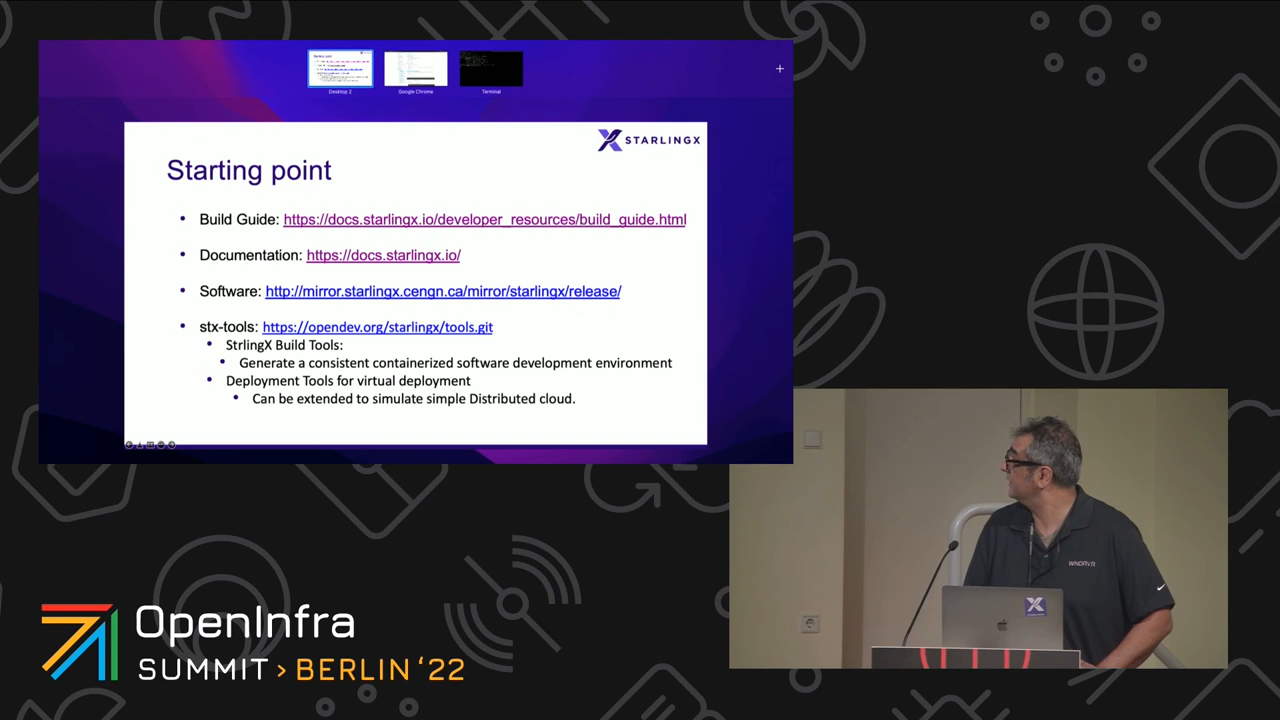 Desktop 2
Google Chrome
Terminal
STARLINGX
Starting point
• Build Guide: https://docs.starlingx.io/developer_resources/build_guide.html
• Documentation: https://docs.starlingx.io/
• Software: http://mirror.starlingx.cengn.ca/mirror/starlingx/release/
• stx-tools: https://opendev.org/starlingx/tools.git
• StrlingX Build Tools:
• Generate a consistent containerized software development environment
• Deployment Tools for virtual deployment
• Can be extended to simulate simple Distributed cloud.
WNDRVR
OpenInfra
SUMMIT > BERLIN '22